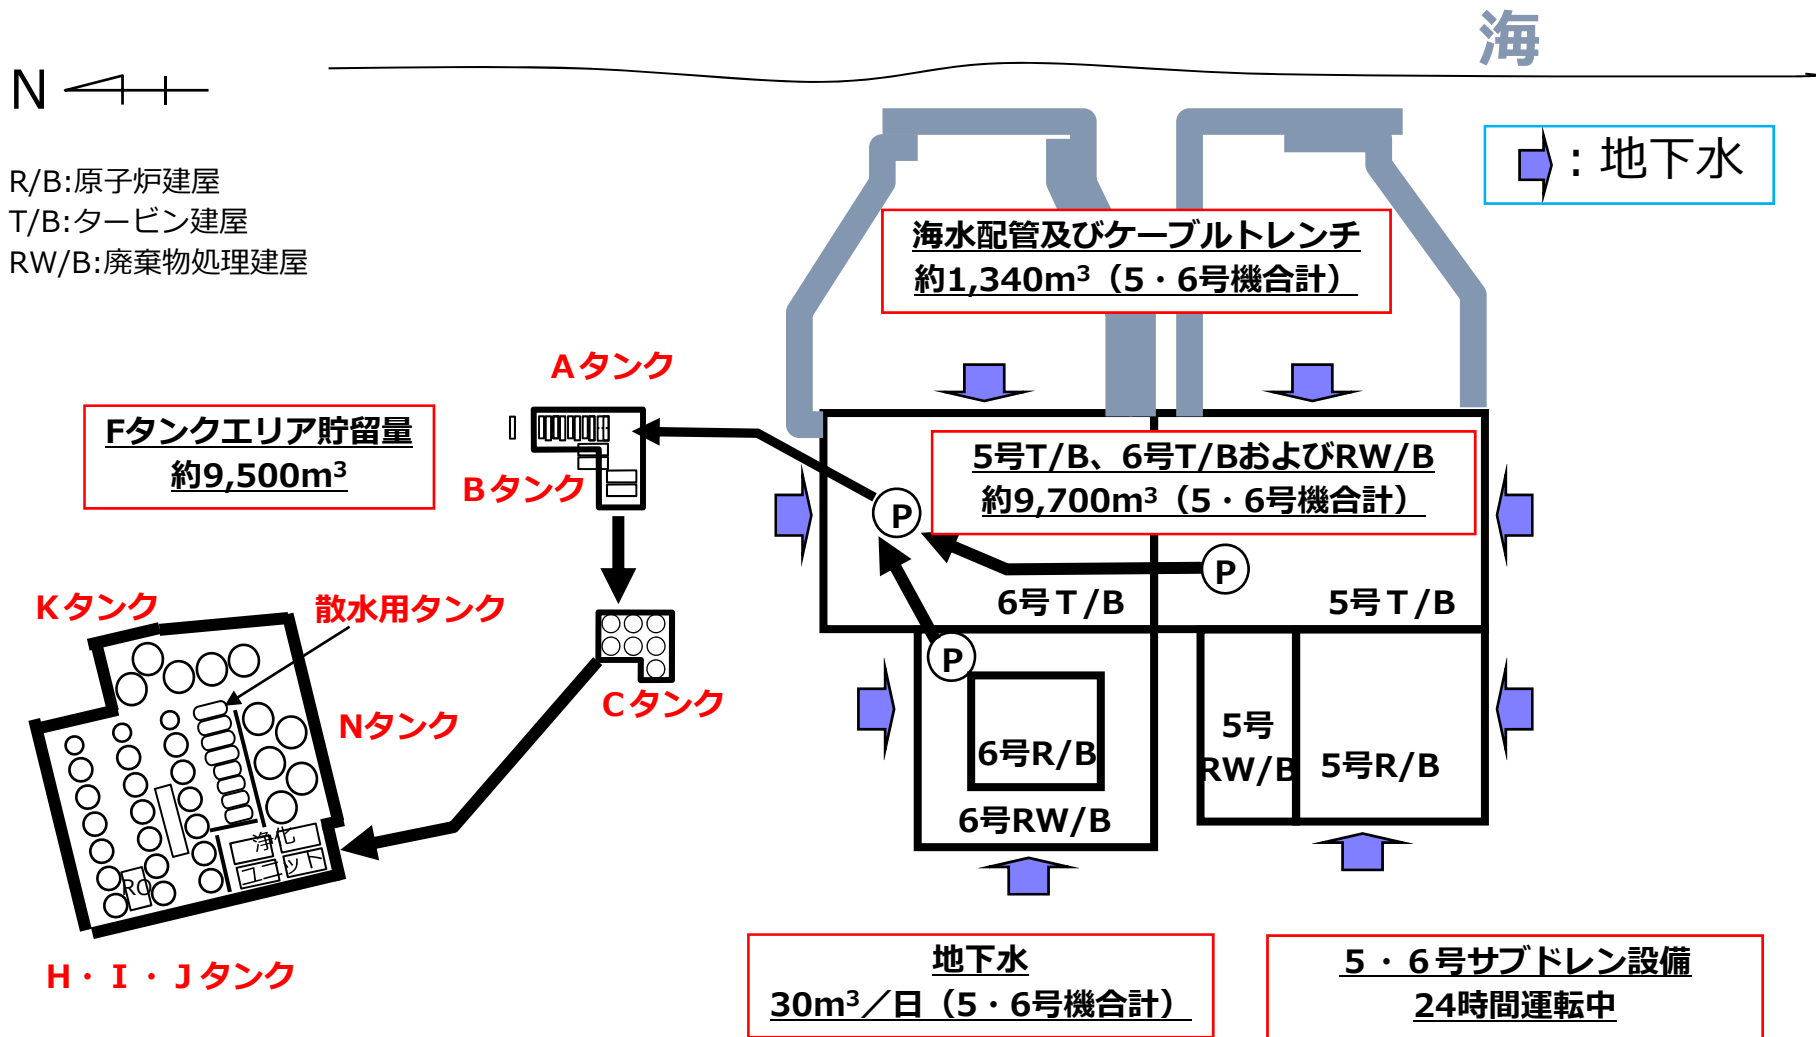 海
N
R/B:原子炉建屋
T/B:タービン建屋
RW/B:廃棄物処理建屋
：地下水
海水配管及びケーブルトレンチ
約1,340m³（5・6号機合計）
Aタンク
Fタンクエリア貯留量
約9,500m³
Bタンク
5号T/B、6号T/BおよびRW/B
約9,700m³（5・6号機合計）
P
P
6号T/B
5号T/B
Kタンク
散水用タンク
P
Cタンク
Nタンク
6号R/B
5号
RW/B
5号R/B
6号RW/B
浄化
ユニット
RO
H・I・Jタンク
地下水
30m³／日（5・6号機合計）
5・6号サブドレン設備
24時間運転中